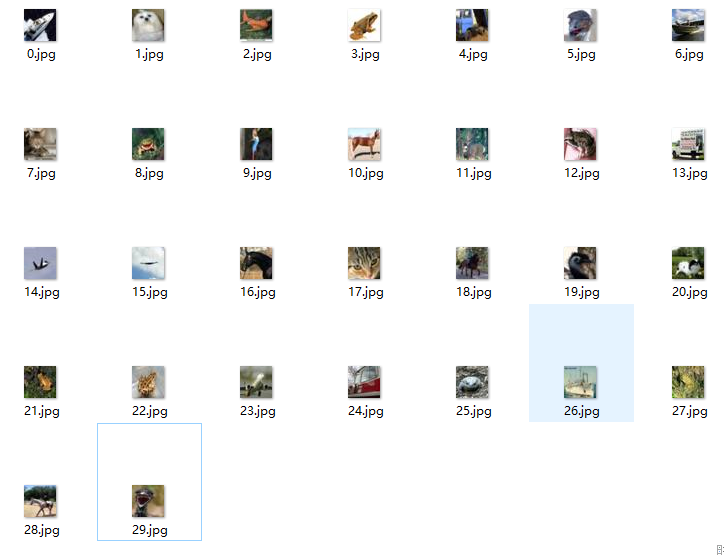 0.jpg 1.jpg 2.jpg 3.jpg 4.jpg 5.jpg 6.jpg
7.jpg 8.jpg 9.jpg 10.jpg 11.jpg 12.jpg 13.jpg
14.jpg 15.jpg 16.jpg 17.jpg 18.jpg 19.jpg 20.jpg
21.jpg 22.jpg 23.jpg 24.jpg 25.jpg 26.jpg 27.jpg
28.jpg 29.jpg